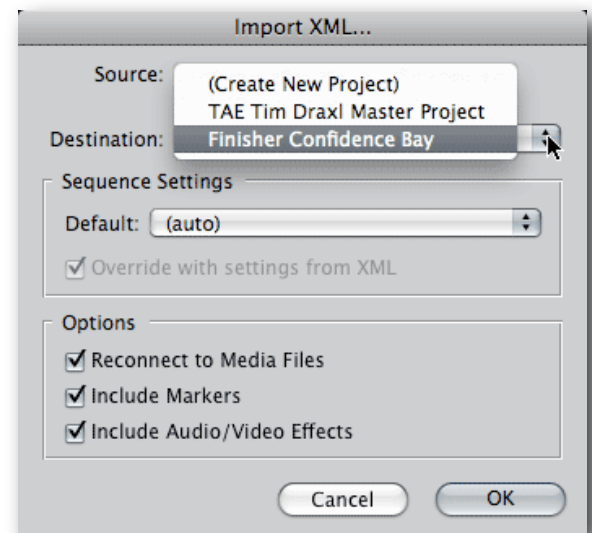 Import XML...
Source:
(Create New Project)
TAE Tim Draxl Master Project
Destination: Finisher Confidence Bay
Sequence Settings
Default: (auto)
Override with settings from XML
Options
Reconnect to Media Files
Include Markers
Include Audio/Video Effects
Cancel OK